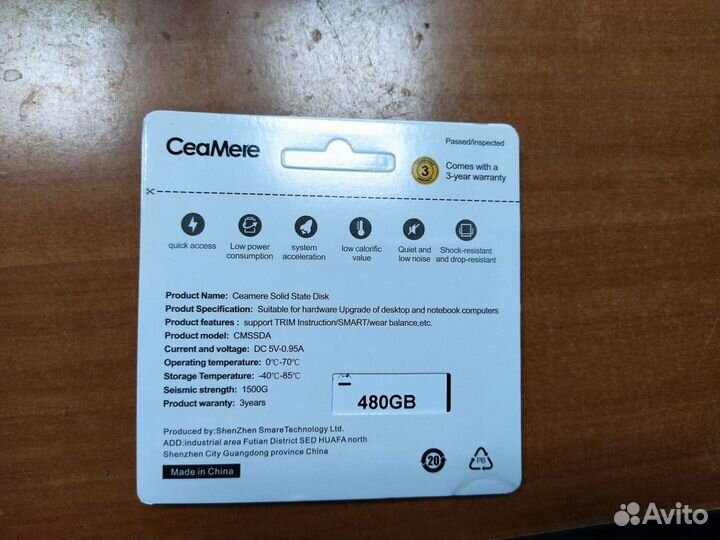 CeaMere
Passed/Inspected
3
Comes with a
3-year warranty
quick access
Low power
consumption
system
acceleration
low calorific
value
Quiet and
low noise
Shock-resistant
and drop-resistant
Product Name: Ceamere Solid State Disk
Produt Specification: Suitable for hardware Upgrade of desktop and notebook computers
Product features : support TRIM Instruction/SMART/wear balance,etc.
Product model: CMSSDA
Current and voltage: DC 5V-0.95A
Operating temperature: 0℃-70℃
Storage Temperature: -40℃-85℃
Seismic strength: 1500G
Product waranty: 3years
480GB
Produced by:ShenZhen SmareTechnology Ltd.
ADD:industrial area Futian District SED HUAFA north
Shenzhen City Guangdong province China
Made in China
20
PB
Avito